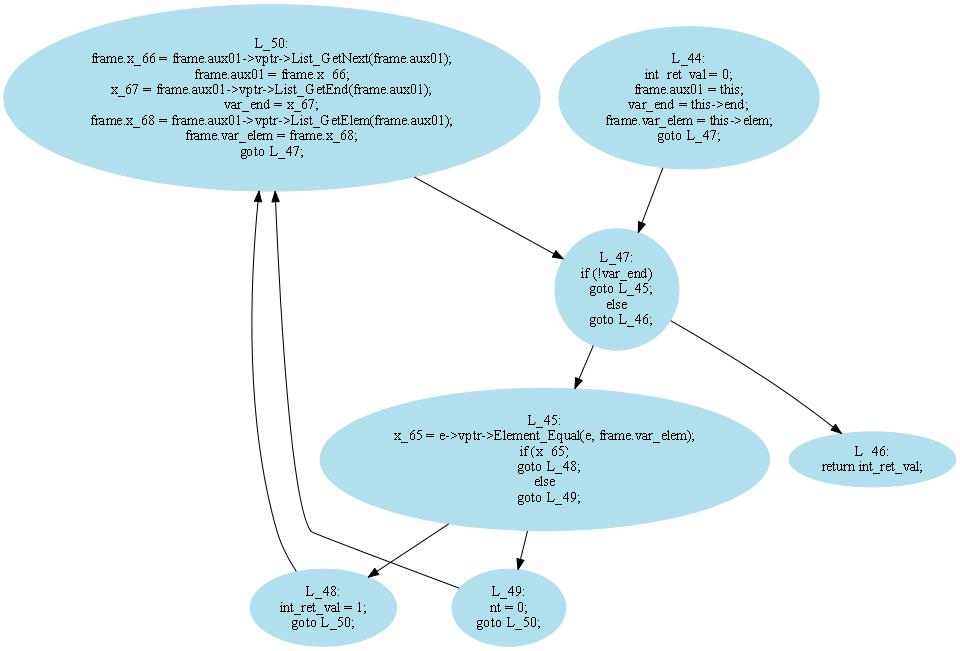 L_50:
frame.x_66 = frame.aux01->vptr->List_GetNext(frame.aux01);
frame.aux01 = frame.x_66;
x_67 = frame.aux01->vptr->List_GetEnd(frame.aux01);
var_end = x_67;
frame.x_68 = frame.aux01->vptr->List_GetElem(frame.aux01);
frame.var_elem = frame.x_68;
goto L_47;
L_44:
int_ret_val = 0;
frame.aux01 = this;
var_end = this->end;
frame.var_elem = this->elem;
goto L_47;
L_47:
if (!var_end)
goto L_45;
else
goto L_46;
L_45:
x_65 = e->vptr->Element_Equal(e, frame.var_elem);
if (x_65)
goto L_48;
else
goto L_49;
L_46:
return int_ret_val;
L_48:
int_ret_val = 1;
goto L_50;
L_49:
nt = 0;
goto L_50;